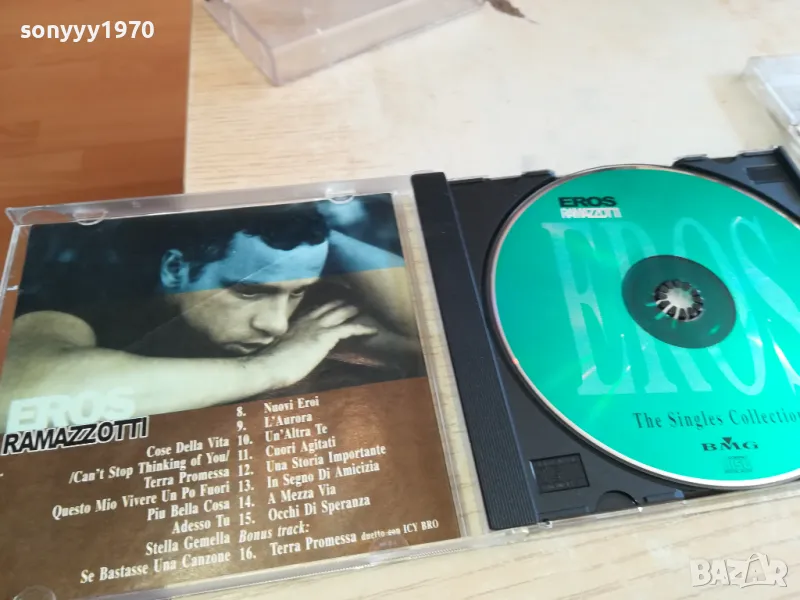 sonyyy1970
EROS
RAMAZZOTTI
Cose Della Vita
/Can't Stop Thinking of You/
Terra Promessa
Questo Mio Vivere Un Po Fuori
Piu Bella Cosa
Adesso Tu
Stella Gemella
Se Bastasse Una Canzone
8. Nuovi Eroi
9. L'Aurora
10. Un'Altra Te
11. Cuori Agitati
12. Una Storia Importante
13. In Segno Di Amicizia
14. A Mezza Via
15. Occhi Di Speranza
Bonus track:
16. Terra Promessa duetto con ICY BRO
EROS
RAMAZZOTTI
EROS
The Singles Collection
BMG
BAZAR